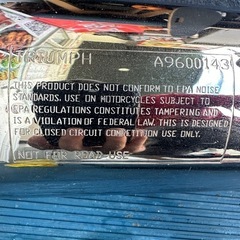 TRIUMPH A9600143
THIS PRODUCT DOES NOT CONFORM TO EPA NOISE
STANDARDS. USE ON MOTORCYCLES SUBJECT TO
EPA REGULATIONS CONSTITUTES TAMPERING AND
IS A VIOLATION OF FEDERAL LAW. THIS IS DESIGNED
FOR CLOSED CIRCUIT COMPETITION USE ONLY.
NOT FOR ROAD USE